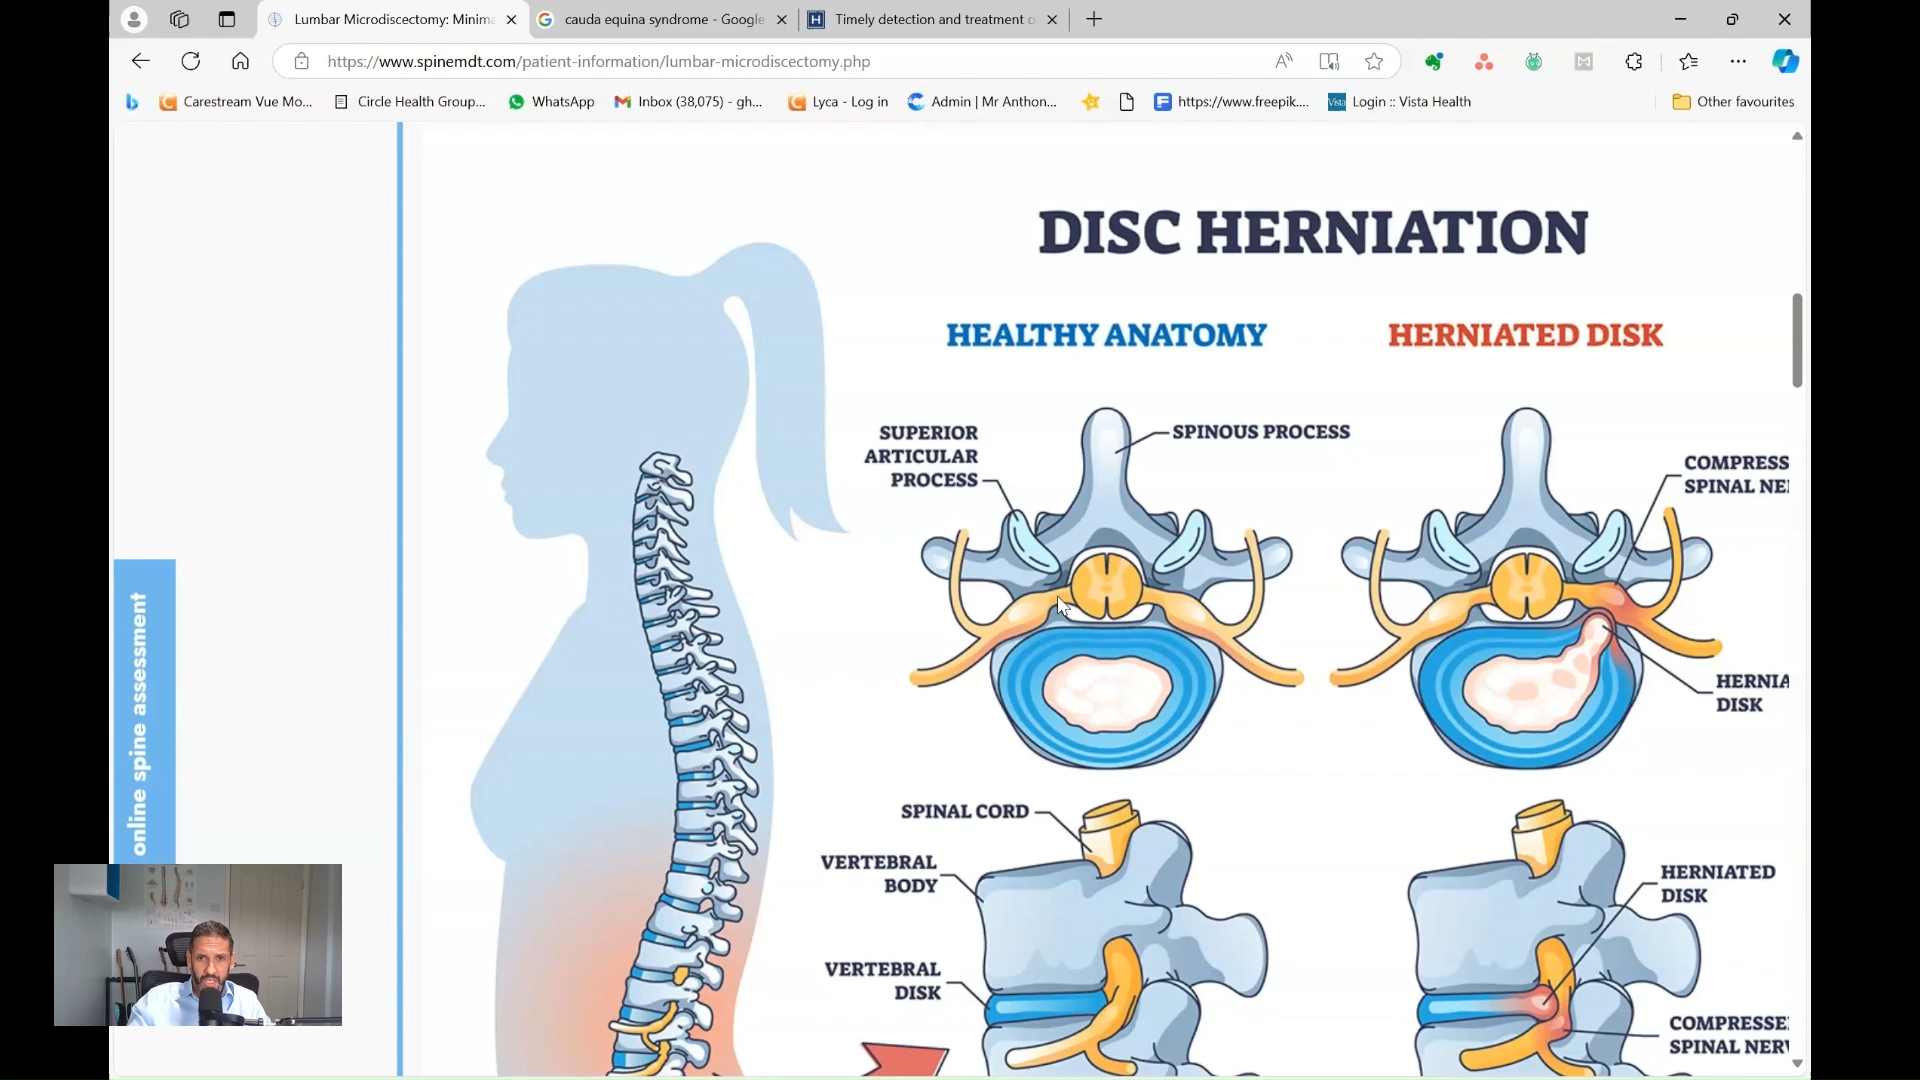 Lumbar Microdiscectomy: Minima
cauda equina syndrome - Google
Timely detection and treatment o
https://www.spinemdt.com/patient-information/lumbar-microdiscectomy.php
Carestream Vue Mo...
Circle Health Group...
WhatsApp
Inbox (38,075) - gh...
Lyca - Log in
Admin | Mr Anthon...
https://www.freepik....
Vista
Login :: Vista Health
Other favourites
DISC HERNIATION
HEALTHY ANATOMY
HERNIATED DISK
SUPERIOR
ARTICULAR
PROCESS
SPINOUS PROCESS
COMPRESS
SPINAL NE
HERNIA
DISK
SPINAL CORD
VERTEBRAL
BODY
VERTEBRAL
DISK
HERNIATED
DISK
COMPRESSE
SPINAL NERV
online spine assessment